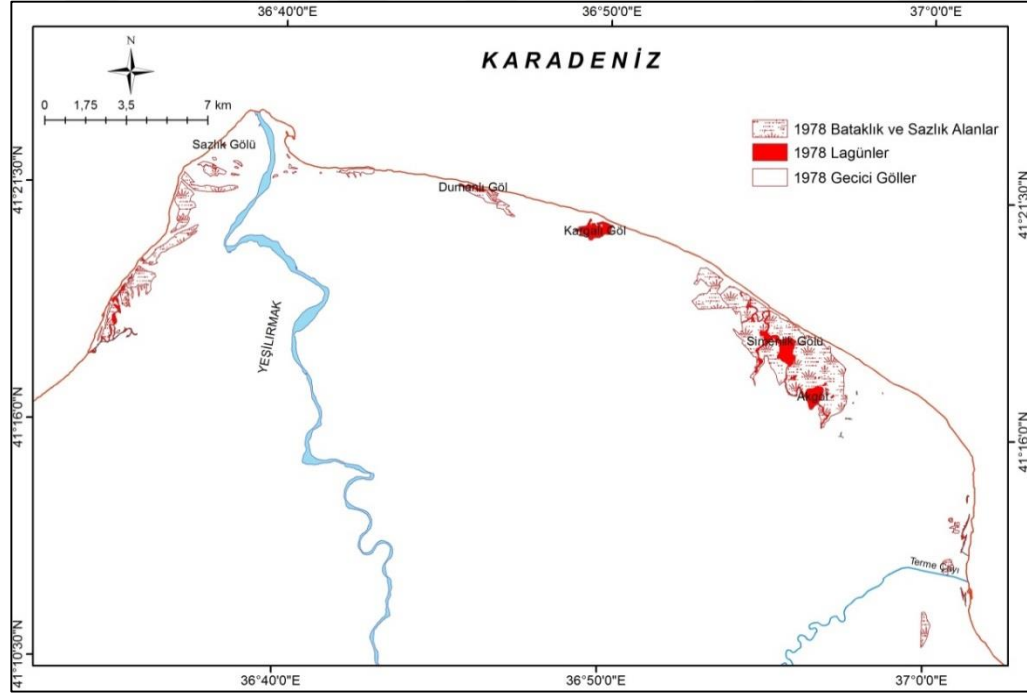 36°40'0"E
36°50'0"E
37°0'0"E
KARADENİZ
N
0 1,75 3,5 7 km
1978 Bataklık ve Sazlık Alanlar
1978 Lagünler
1978 Gecici Göller
Sazlık Gölü
41°21'30"N
41°21'30"N
Dumanlı Göl
Kargalı Göl
YEŞİLIRMAK
Simenlik Gölü
Akgöl
41°16'0"N
41°16'0"N
Terme Çayı
41°10'30"N
36°40'0"E
36°50'0"E
37°0'0"E